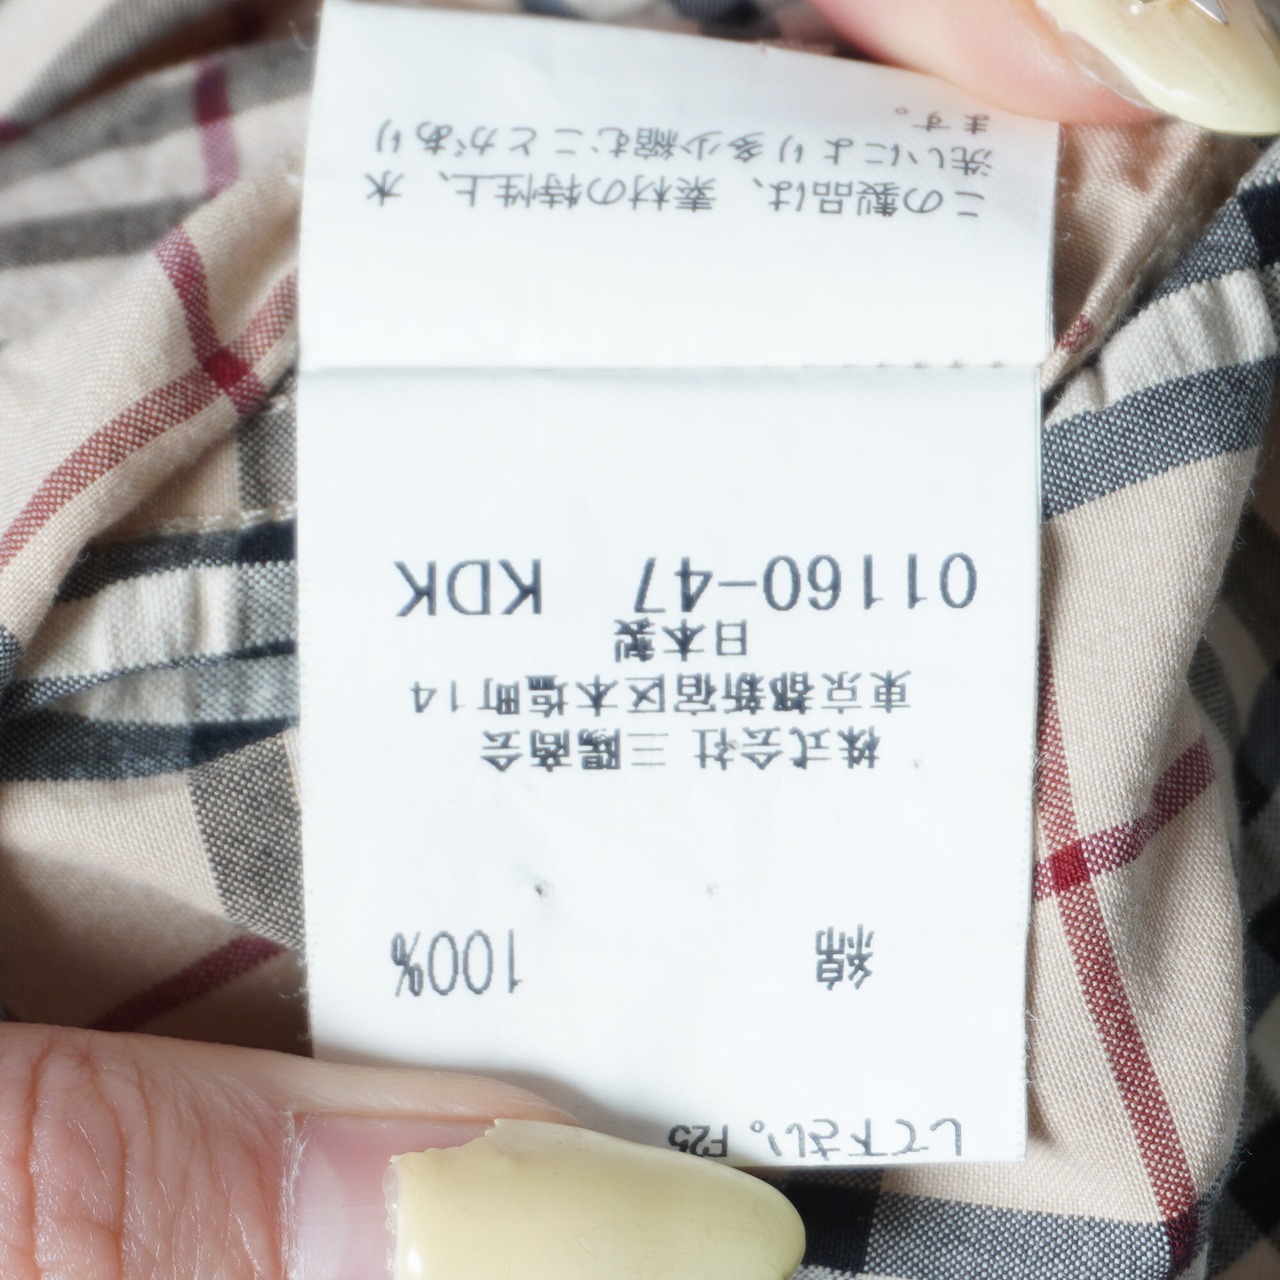 して下さい。F25
綿 100%
株式会社 三陽商会
東京都新宿区本塩町14
日本製
01160-47 KDK
この製品は、素材の特性上、水
洗いにより多少縮むことがあり
ます。